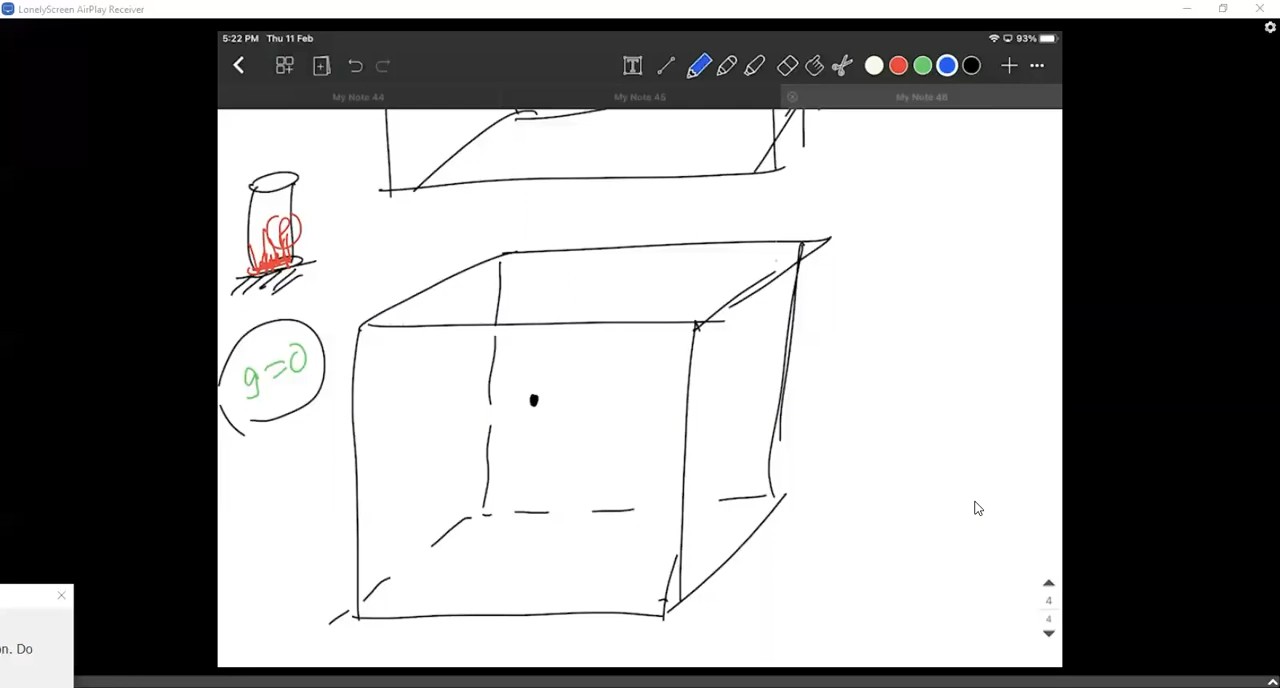 LonelyScreen AirPlay Receiver
5:22 PM Thu 11 Feb
93%
My Note 44
My Note 45
My Note 46
g=0
4
4
on. Do